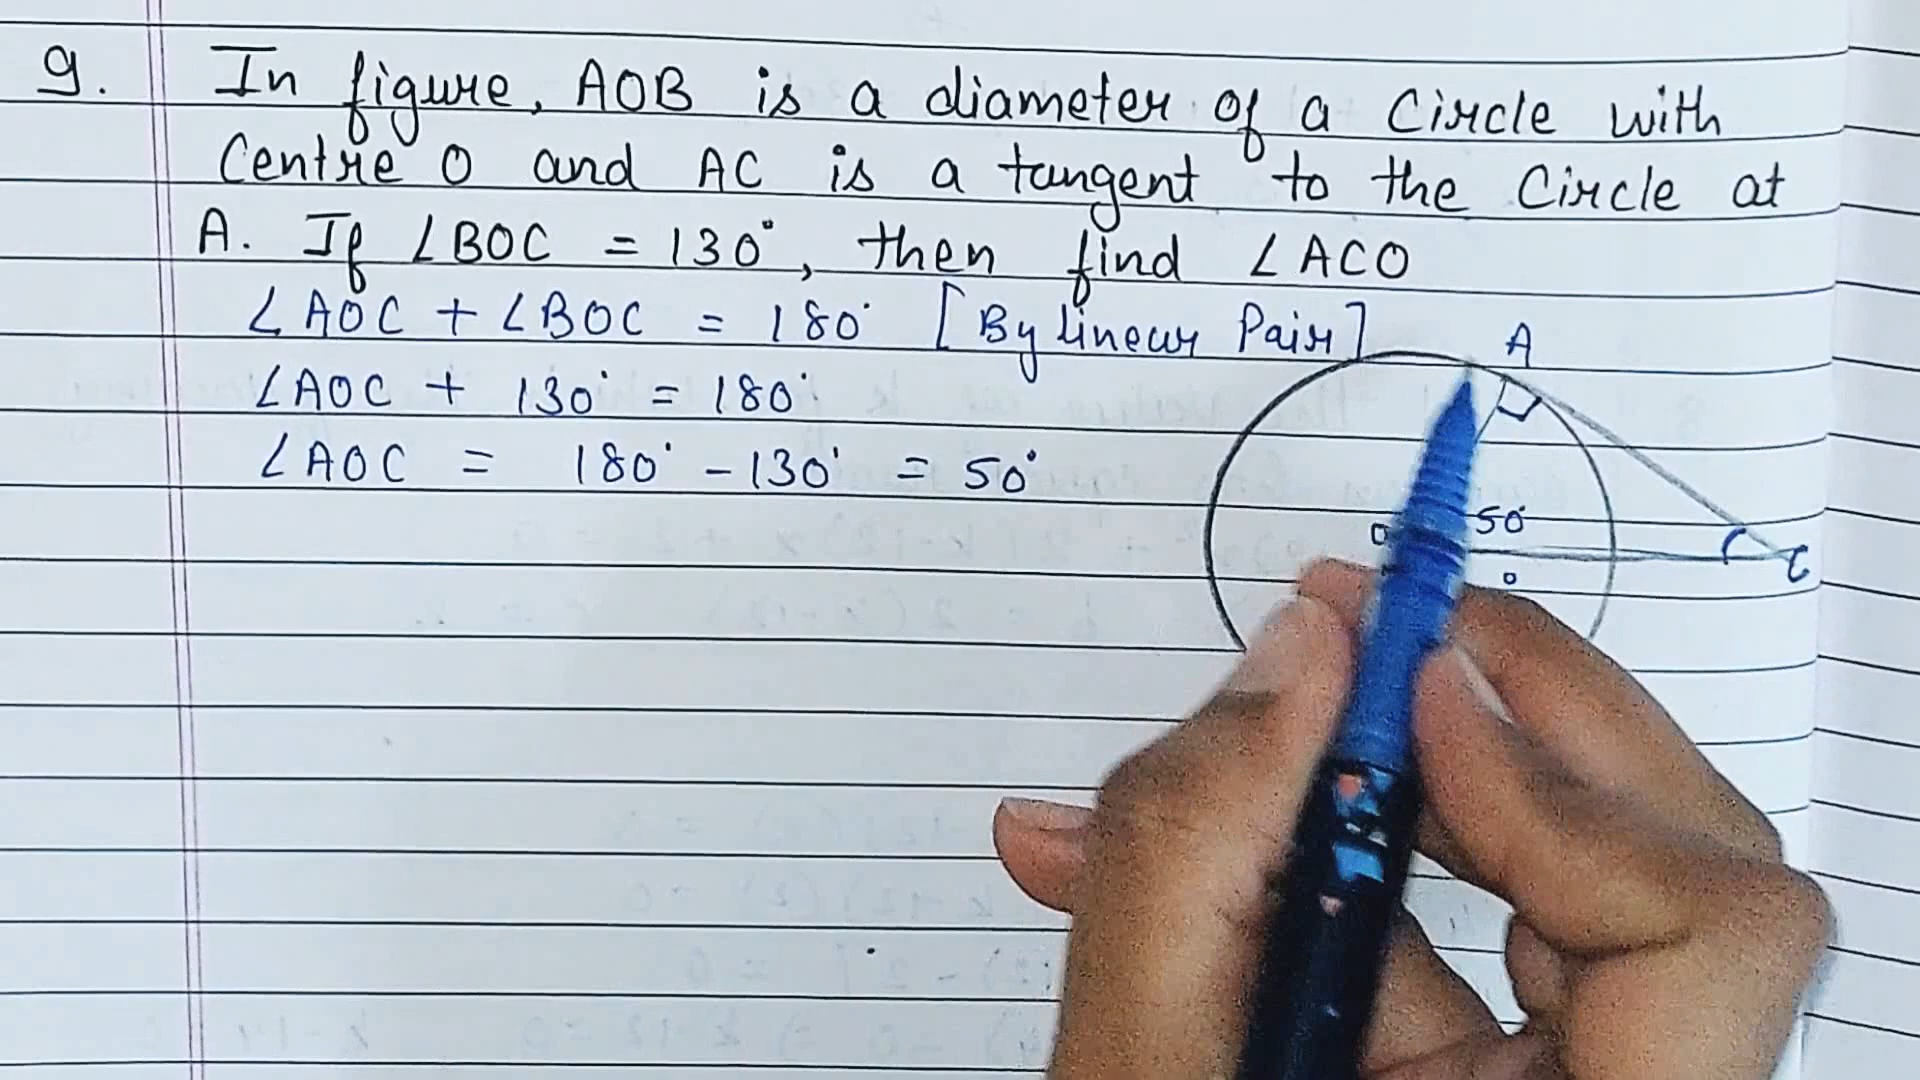 9. In figure, AOB is a diameter of a Circle with
Centre O and AC is a tangent to the Circle at
A. If ∠BOC = 130°, then find ∠ACO
∠AOC + ∠BOC = 180° [By linear Pair]
∠AOC + 130° = 180°
∠AOC = 180° - 130° = 50°
A
O
50°
C